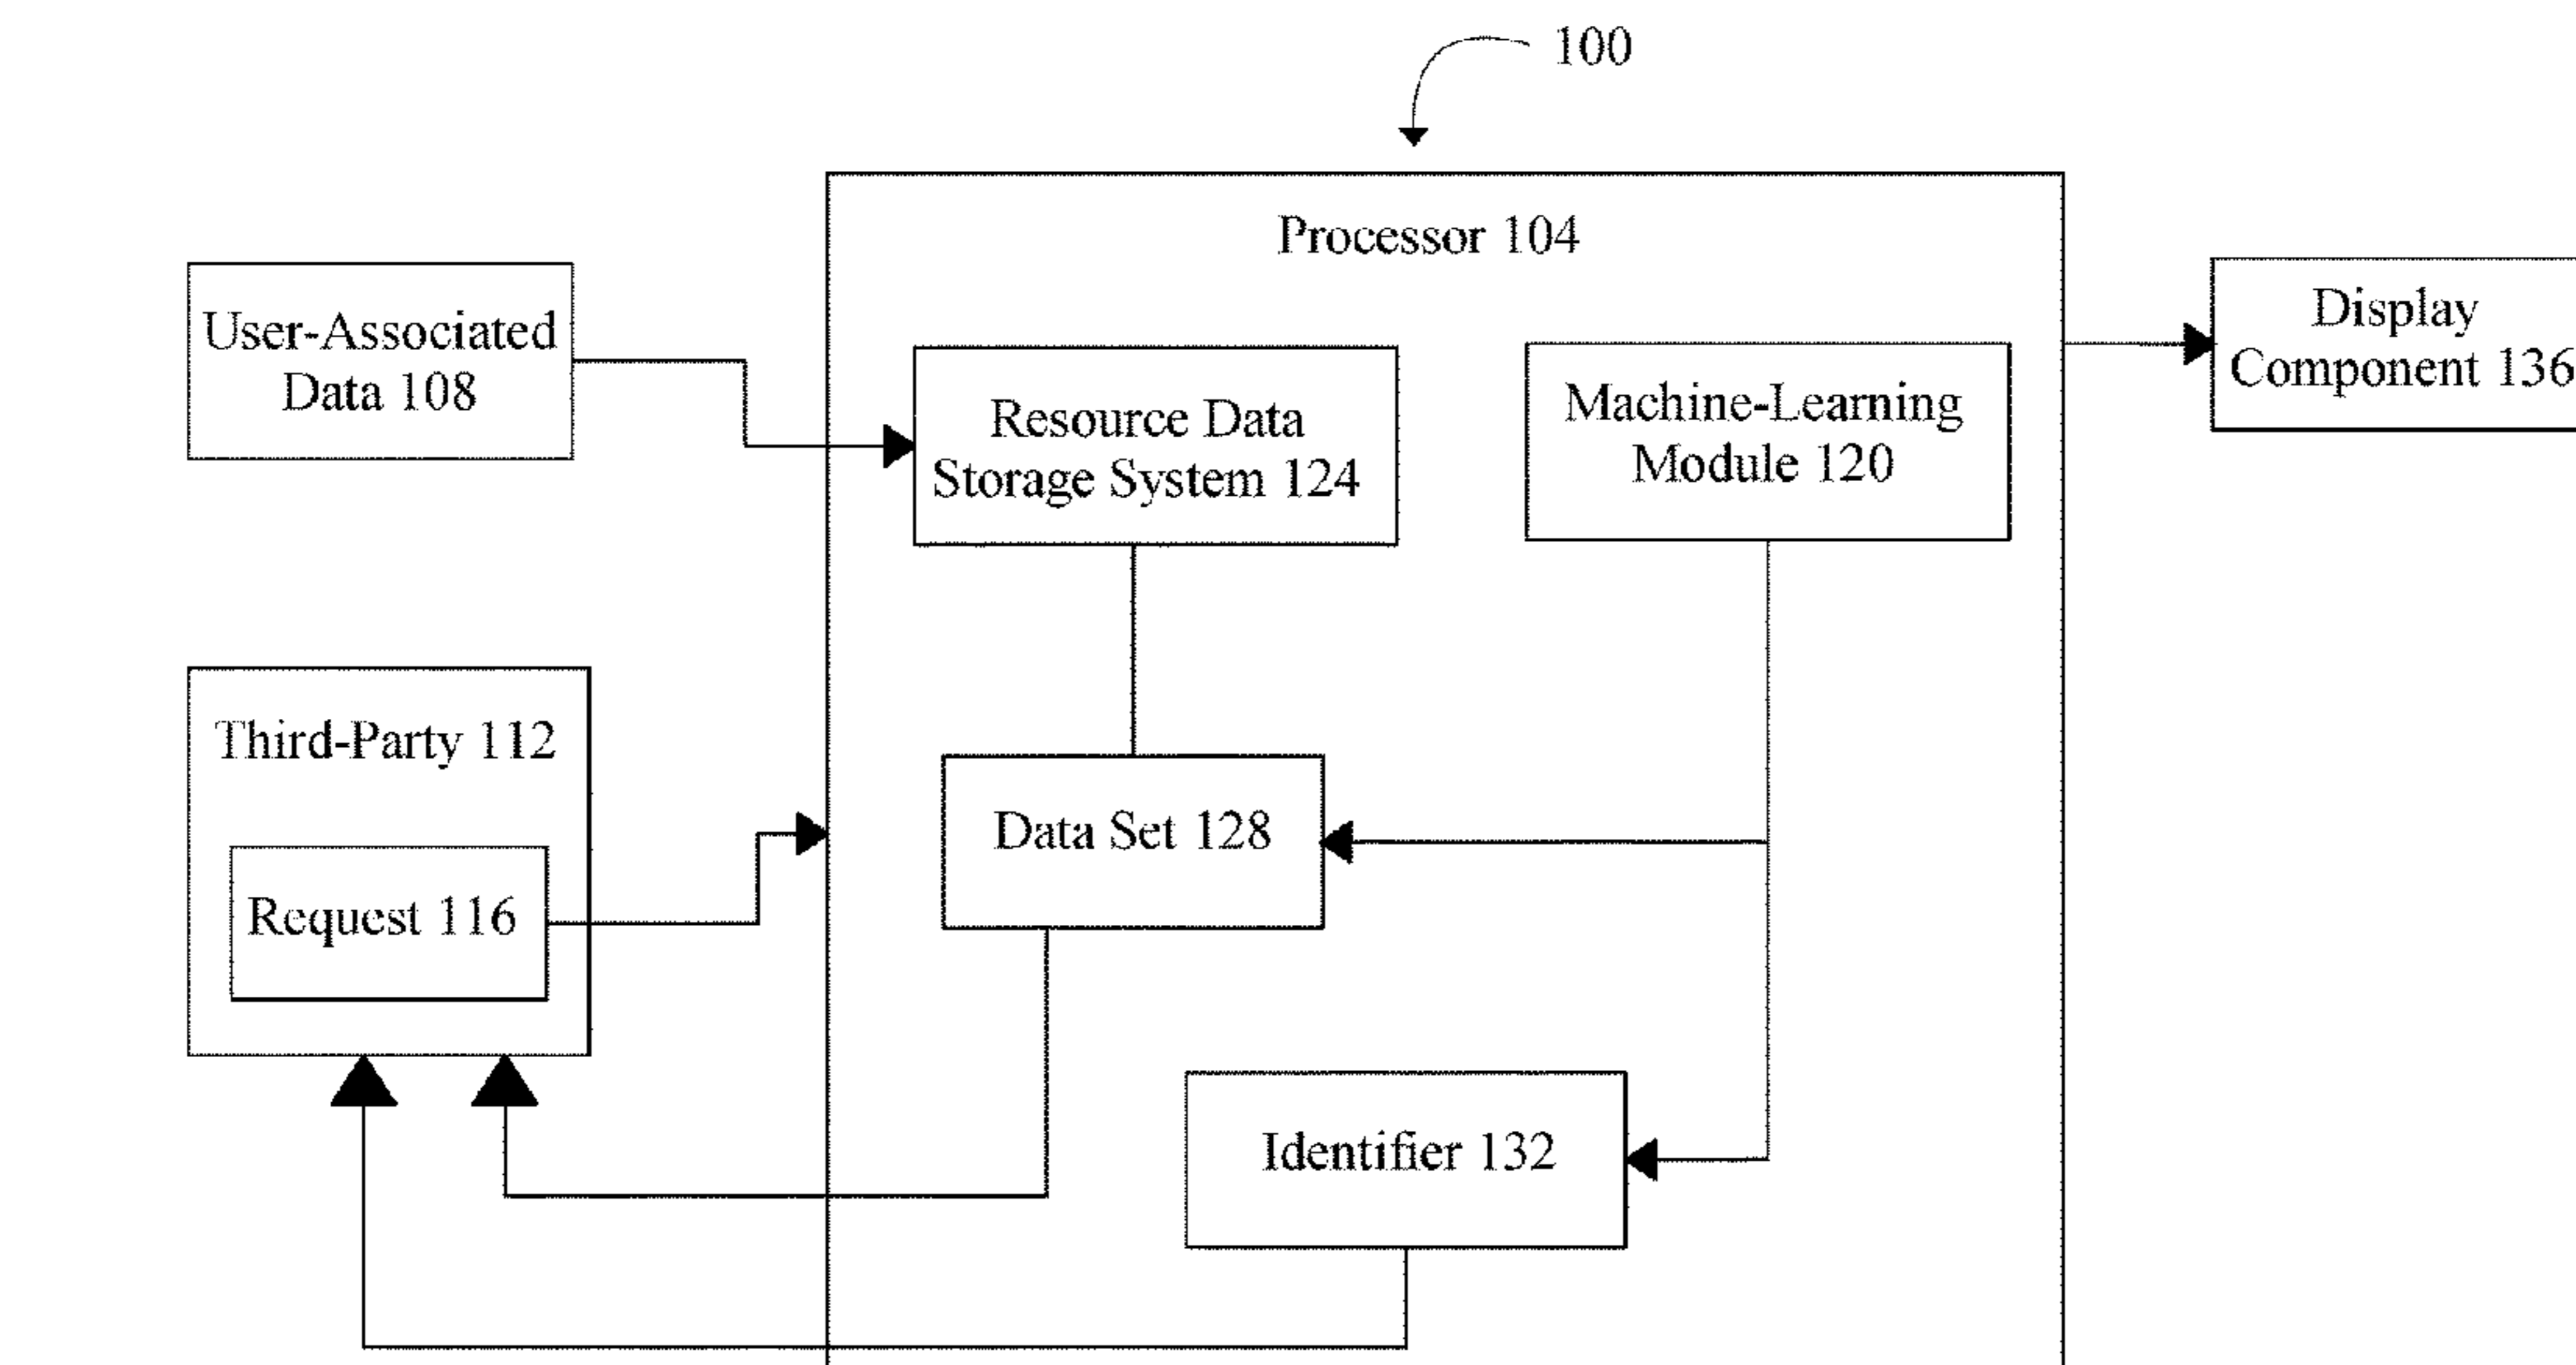 100
Processor 104
User-Associated
Data 108
Display
Component 136
Resource Data
Storage System 124
Machine-Learning
Module 120
Third-Party 112
Data Set 128
Request 116
Identifier 132